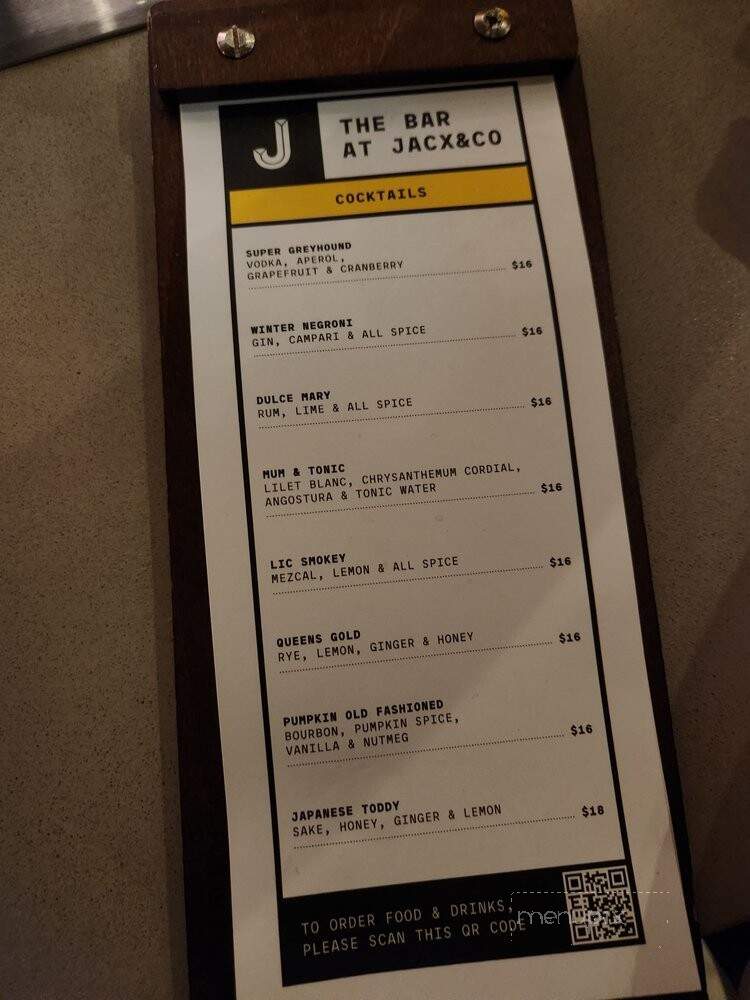 J
THE BAR
AT JACX&CO
COCKTAILS
SUPER GREYHOUND
VODKA, APEROL,
GRAPEFRUIT & CRANBERRY $16
WINTER NEGRONI
GIN, CAMPARI & ALL SPICE $16
DULCE MARY
RUM, LIME & ALL SPICE $16
MUM & TONIC
LILET BLANC, CHRYSANTHEMUM CORDIAL,
ANGOSTURA & TONIC WATER $16
LIC SMOKEY
MEZCAL, LEMON & ALL SPICE $16
QUEENS GOLD
RYE, LEMON, GINGER & HONEY $16
PUMPKIN OLD FASHIONED
BOURBON, PUMPKIN SPICE,
VANILLA & NUTMEG $16
JAPANESE TODDY
SAKE, HONEY, GINGER & LEMON $18
TO ORDER FOOD & DRINKS,
PLEASE SCAN THIS QR CODE
menupix